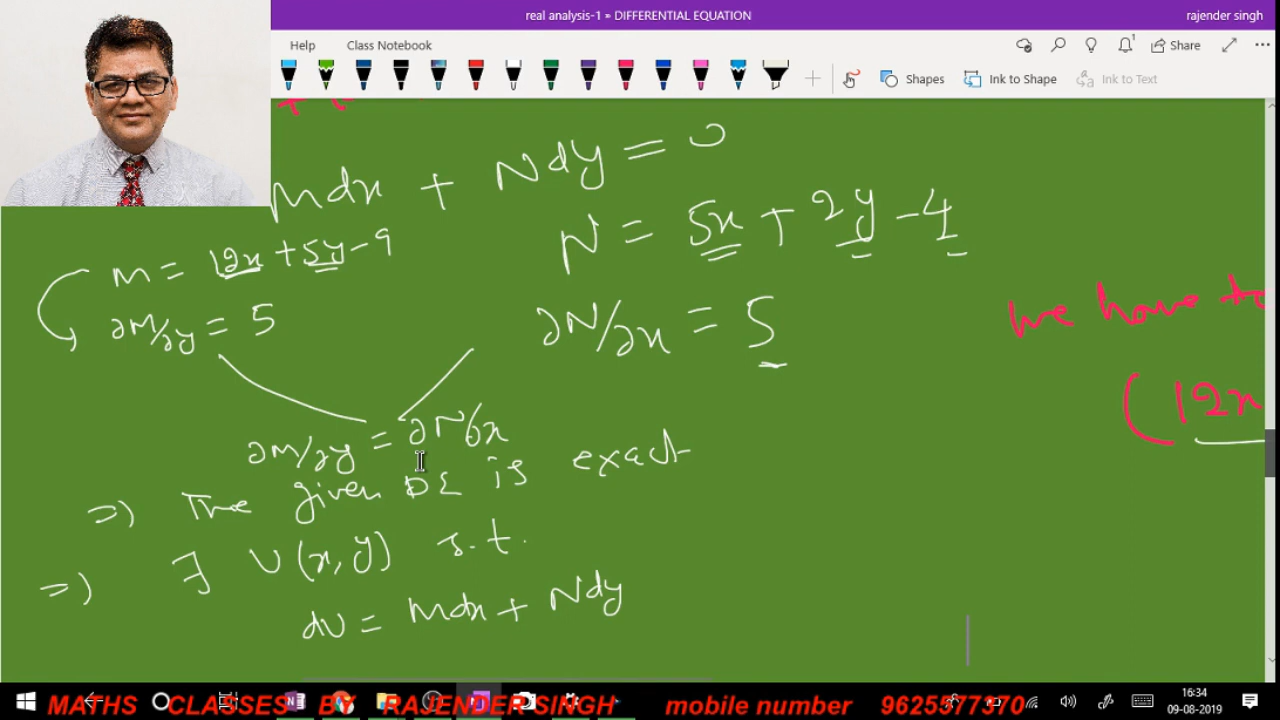 real analysis-1 » DIFFERENTIAL EQUATION
rajender singh
Help Class Notebook
Share
Shapes
Ink to Shape
Ink to Text
Mdx + Ndy = 0
M = 12x + 5y - 9
N = 5x + 2y - 4
∂M/∂y = 5
∂N/∂x = 5
we have to
(12x
∂M/∂y = ∂N/∂x
=) The given DE is exact
=) ∃ U(x,y) s.t.
dU = Mdx + Ndy
16:34
09-08-2019
MATHS CLASSES BY RAJENDER SINGH mobile number 9625577370